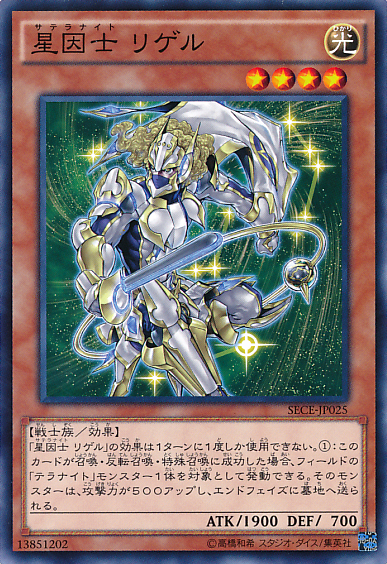 サテラナイト
星因士 リゲル
光
SECE-JP025
【戦士族／効果】
「星因士 リゲル」の効果は１ターンに１度しか使用できない。①：この
カードが召喚・反転召喚・特殊召喚に成功した場合、フィールドの
「テラナイト」モンスター１体を対象として発動できる。そのモン
スターは、攻撃力が５００アップし、エンドフェイズに墓地へ送ら
れる。
ATK/1900 DEF/ 700
13851202
©高橋和希 スタジオ・ダイス/集英社